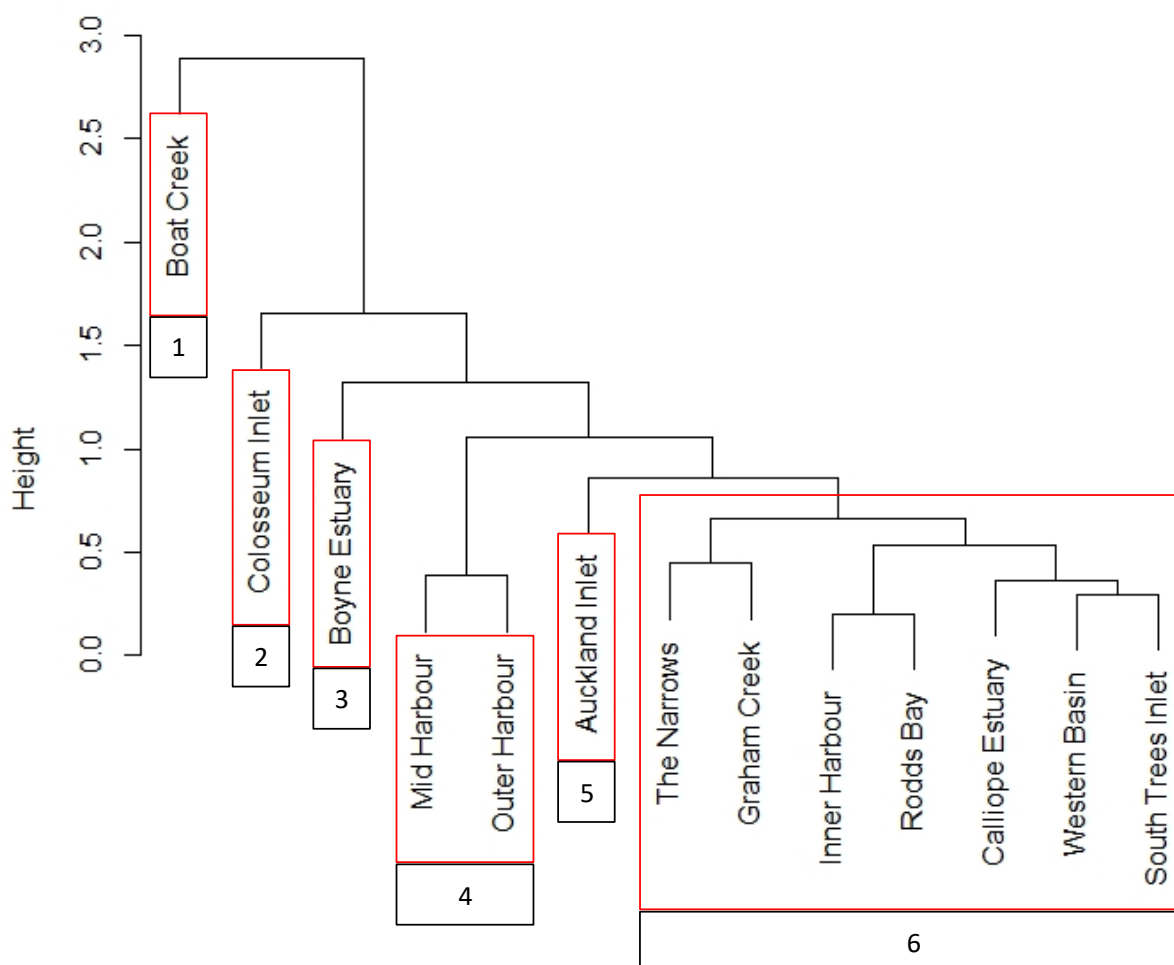 Height
3.0
2.5
2.0
1.5
1.0
0.5
0.0
Boat Creek
1
Colosseum Inlet
2
Boyne Estuary
3
Mid Harbour
Outer Harbour
4
Auckland Inlet
5
The Narrows
Graham Creek
Inner Harbour
Rodds Bay
Calliope Estuary
Western Basin
South Trees Inlet
6